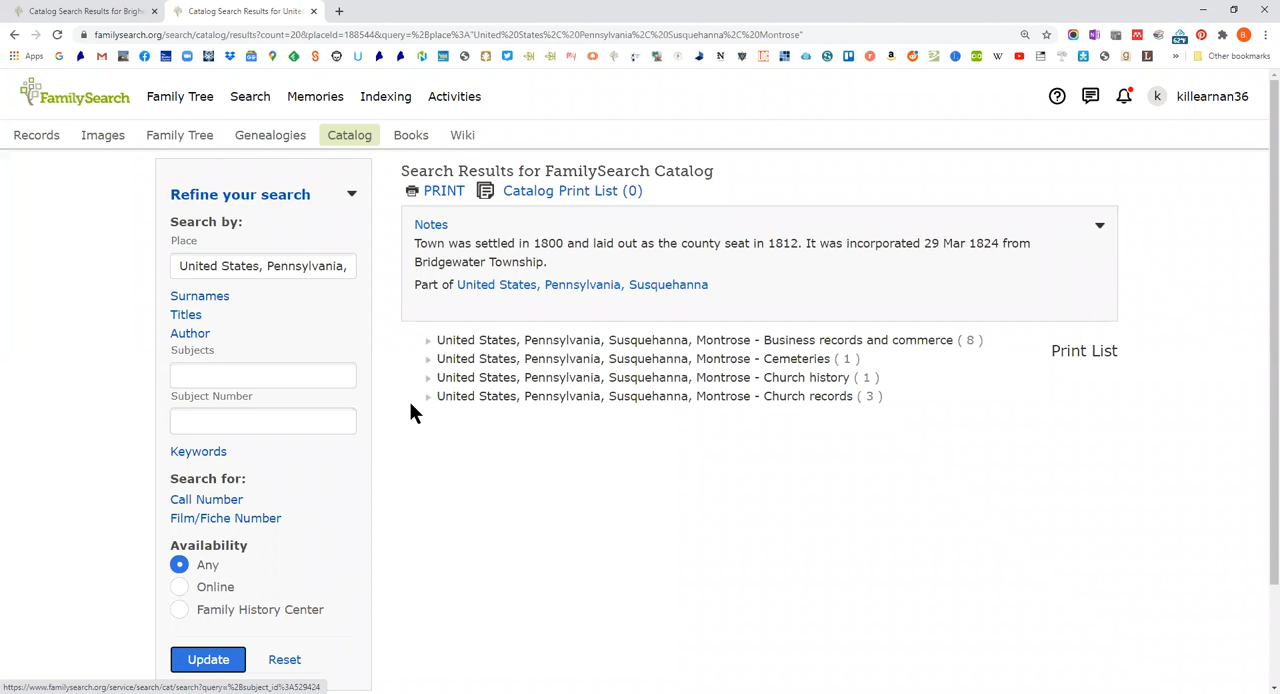 Catalog Search Results for Brigh
Catalog Search Results for Unite
familysearch.org/search/catalog/results?count=20&placeId=188544&query=%2Bplace%3A"United%20States%2C%20Pennsylvania%2C%20Susquehanna%2C%20Montrose"
Apps
Other bookmarks
FamilySearch
Family Tree
Search
Memories
Indexing
Activities
k
killearnan36
Records
Images
Family Tree
Genealogies
Catalog
Books
Wiki
Refine your search
Search by:
Place
United States, Pennsylvania,
Surnames
Titles
Author
Subjects
Subject Number
Keywords
Search for:
Call Number
Film/Fiche Number
Availability
Any
Online
Family History Center
Update
Reset
Search Results for FamilySearch Catalog
PRINT
Catalog Print List (0)
Notes
Town was settled in 1800 and laid out as the county seat in 1812. It was incorporated 29 Mar 1824 from
Bridgewater Township.
Part of United States, Pennsylvania, Susquehanna
United States, Pennsylvania, Susquehanna, Montrose - Business records and commerce ( 8 )
United States, Pennsylvania, Susquehanna, Montrose - Cemeteries ( 1 )
United States, Pennsylvania, Susquehanna, Montrose - Church history ( 1 )
United States, Pennsylvania, Susquehanna, Montrose - Church records ( 3 )
Print List
https://www.familysearch.org/service/search/cat/search?query=%2Bsubject_id%3A529424